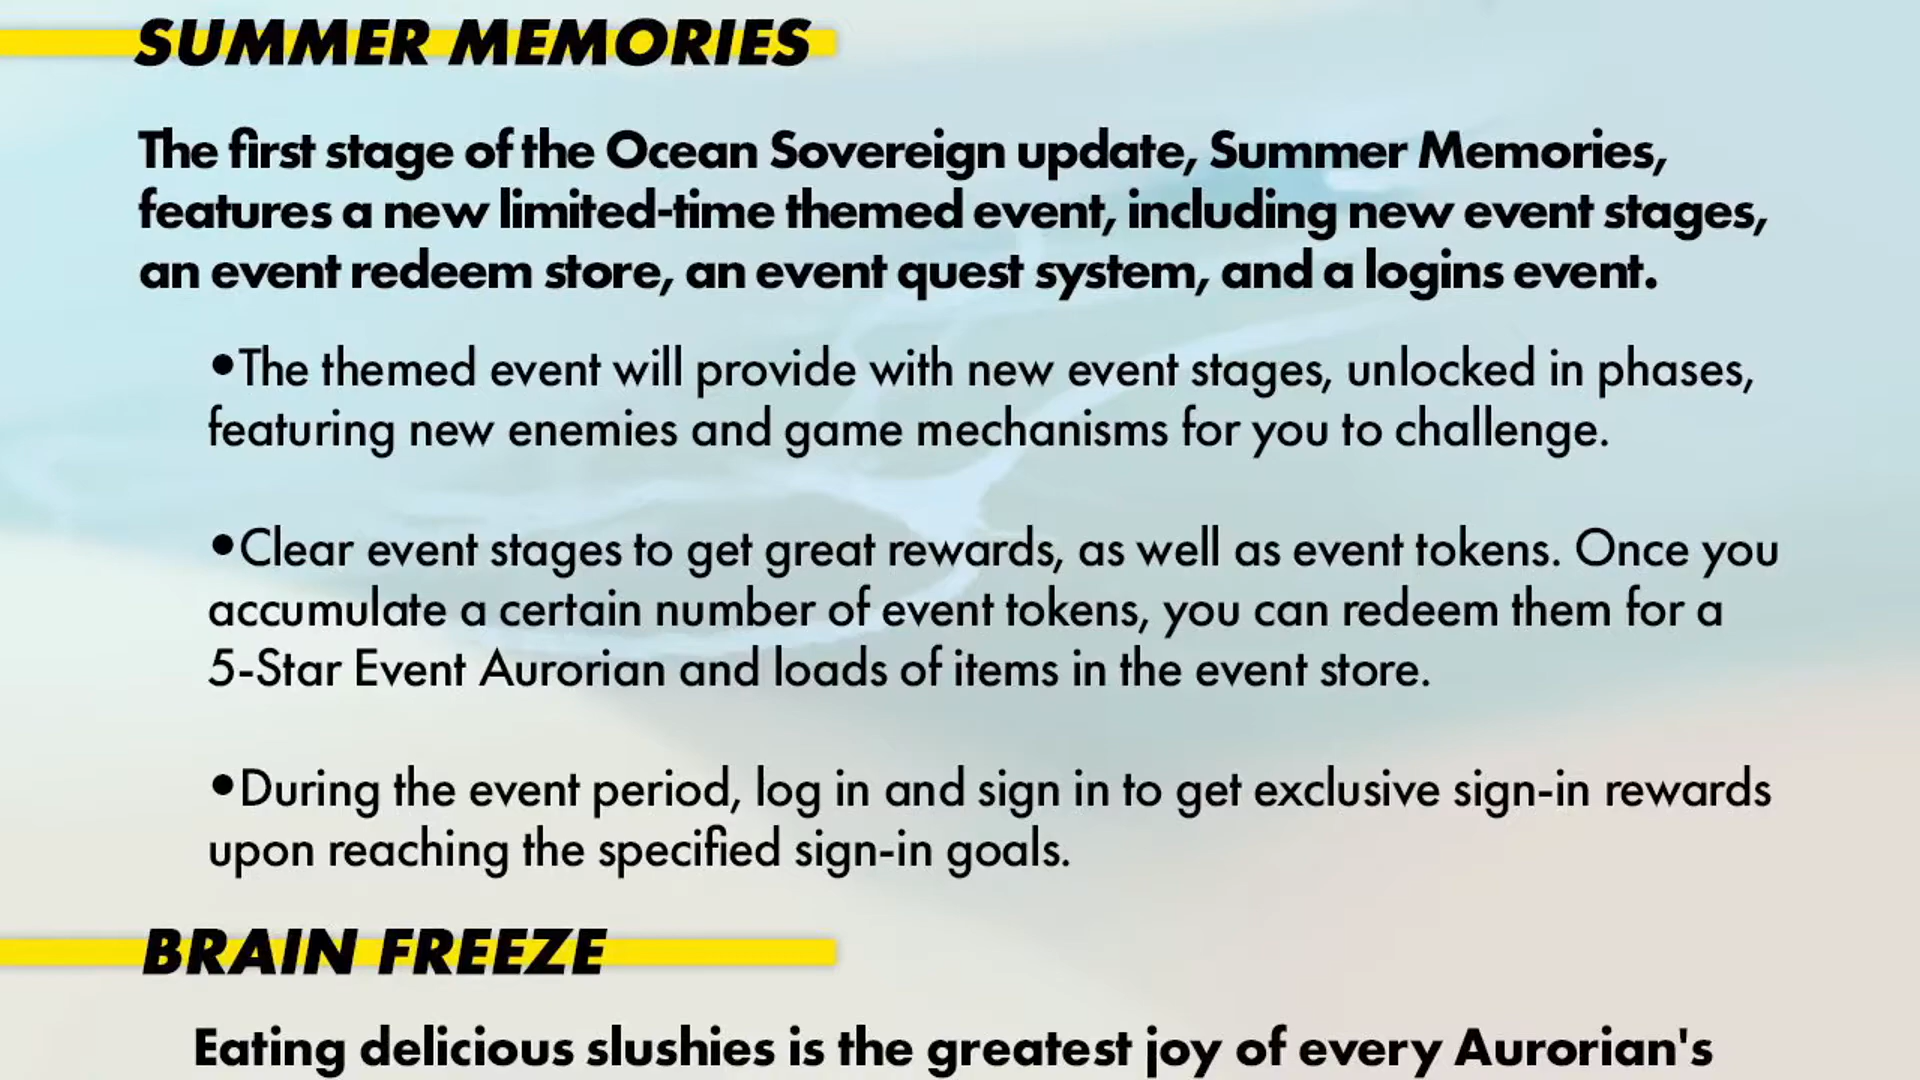 SUMMER MEMORIES
The first stage of the Ocean Sovereign update, Summer Memories,
features a new limited-time themed event, including new event stages,
an event redeem store, an event quest system, and a logins event.
•The themed event will provide with new event stages, unlocked in phases,
featuring new enemies and game mechanisms for you to challenge.
•Clear event stages to get great rewards, as well as event tokens. Once you
accumulate a certain number of event tokens, you can redeem them for a
5-Star Event Aurorian and loads of items in the event store.
•During the event period, log in and sign in to get exclusive sign-in rewards
upon reaching the specified sign-in goals.
BRAIN FREEZE
Eating delicious slushies is the greatest joy of every Aurorian's